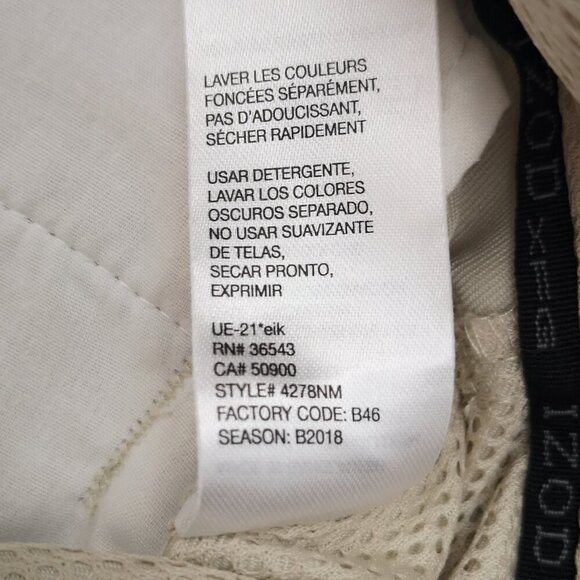 LAVER LES COULEURS
FONCÉES SÉPARÉMENT,
PAS D'ADOUCISSANT,
SÉCHER RAPIDEMENT
USAR DETERGENTE,
LAVAR LOS COLORES
OSCUROS SEPARADO,
NO USAR SUAVIZANTE
DE TELAS,
SECAR PRONTO,
EXPRIMIR
UE-21*eik
RN# 36543
CA# 50900
STYLE# 4278NM
FACTORY CODE: B46
SEASON: B2018
IZOD
IZOD